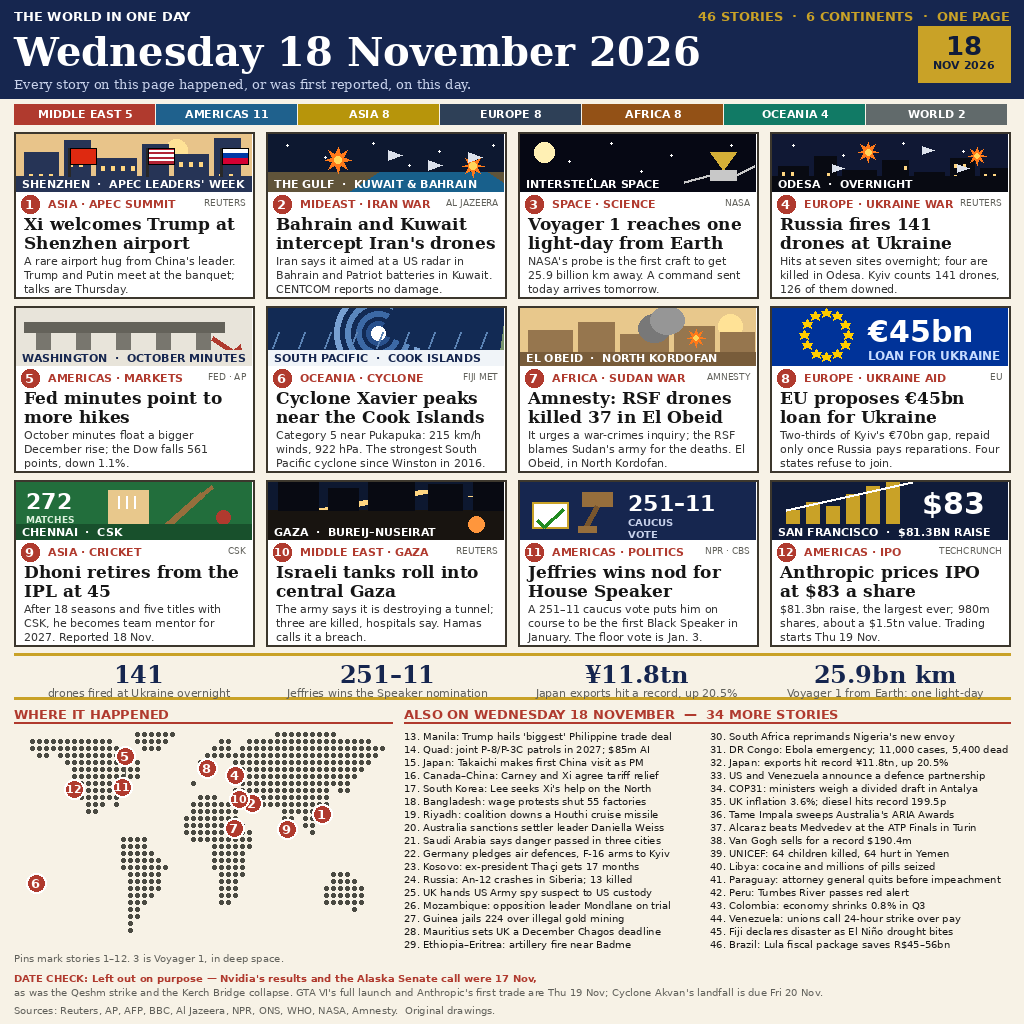 THE WORLD IN ONE DAY
46 STORIES · 6 CONTINENTS · ONE PAGE
Wednesday 18 November 2026
18
NOV 2026
Every story on this page happened, or was first reported, on this day.
MIDDLE EAST 5
AMERICAS 11
ASIA 8
EUROPE 8
AFRICA 8
OCEANIA 4
WORLD 2
SHENZHEN · APEC LEADERS' WEEK
1 ASIA · APEC SUMMIT REUTERS
Xi welcomes Trump at
Shenzhen airport
A rare airport hug from China's leader.
Trump and Putin meet at the banquet;
talks are Thursday.
THE GULF · KUWAIT & BAHRAIN
2 MIDEAST · IRAN WAR AL JAZEERA
Bahrain and Kuwait
intercept Iran's drones
Iran says it aimed at a US radar in
Bahrain and Patriot batteries in Kuwait.
CENTCOM reports no damage.
INTERSTELLAR SPACE
3 SPACE · SCIENCE NASA
Voyager 1 reaches one
light-day from Earth
NASA's probe is the first craft to get
25.9 billion km away. A command sent
today arrives tomorrow.
ODESA · OVERNIGHT
4 EUROPE · UKRAINE WAR REUTERS
Russia fires 141
drones at Ukraine
Hits at seven sites overnight; four are
killed in Odesa. Kyiv counts 141 drones,
126 of them downed.
WASHINGTON · OCTOBER MINUTES
5 AMERICAS · MARKETS FED · AP
Fed minutes point to
more hikes
October minutes float a bigger
December rise; the Dow falls 561
points, down 1.1%.
SOUTH PACIFIC · COOK ISLANDS
6 OCEANIA · CYCLONE FIJI MET
Cyclone Xavier peaks
near the Cook Islands
Category 5 near Pukapuka: 215 km/h
winds, 922 hPa. The strongest South
Pacific cyclone since Winston in 2016.
EL OBEID · NORTH KORDOFAN
7 AFRICA · SUDAN WAR AMNESTY
Amnesty: RSF drones
killed 37 in El Obeid
It urges a war-crimes inquiry; the RSF
blames Sudan's army for the deaths. El
Obeid, in North Kordofan.
€45bn
LOAN FOR UKRAINE
8 EUROPE · UKRAINE AID EU
EU proposes €45bn
loan for Ukraine
Two-thirds of Kyiv's €70bn gap, repaid
only once Russia pays reparations. Four
states refuse to join.
272
MATCHES
CHENNAI · CSK
9 ASIA · CRICKET CSK
Dhoni retires from the
IPL at 45
After 18 seasons and five titles with
CSK, he becomes team mentor for
2027. Reported 18 Nov.
GAZA · BUREIJ–NUSEIRAT
10 MIDDLE EAST · GAZA REUTERS
Israeli tanks roll into
central Gaza
The army says it is destroying a tunnel;
three are killed, hospitals say. Hamas
calls it a breach.
251–11
CAUCUS
VOTE
11 AMERICAS · POLITICS NPR · CBS
Jeffries wins nod for
House Speaker
A 251–11 caucus vote puts him on
course to be the first Black Speaker in
January. The floor vote is Jan. 3.
$83
SAN FRANCISCO · $81.3BN RAISE
12 AMERICAS · IPO TECHCRUNCH
Anthropic prices IPO
at $83 a share
$81.3bn raise, the largest ever; 980m
shares, about a $1.5tn value. Trading
starts Thu 19 Nov.
141
drones fired at Ukraine overnight
251–11
Jeffries wins the Speaker nomination
¥11.8tn
Japan exports hit a record, up 20.5%
25.9bn km
Voyager 1 from Earth: one light-day
WHERE IT HAPPENED
5
8
4
12
11
10
2
1
7
9
6
Pins mark stories 1–12. 3 is Voyager 1, in deep space.
ALSO ON WEDNESDAY 18 NOVEMBER — 34 MORE STORIES
13. Manila: Trump hails 'biggest' Philippine trade deal
14. Quad: joint P-8/P-3C patrols in 2027; $85m AI
15. Japan: Takaichi makes first China visit as PM
16. Canada–China: Carney and Xi agree tariff relief
17. South Korea: Lee seeks Xi's help on the North
18. Bangladesh: wage protests shut 55 factories
19. Riyadh: coalition downs a Houthi cruise missile
20. Australia sanctions settler leader Daniella Weiss
21. Saudi Arabia says danger passed in three cities
22. Germany pledges air defences, F-16 arms to Kyiv
23. Kosovo: ex-president Thaçi gets 17 months
24. Russia: An-12 crashes in Siberia; 13 killed
25. UK hands US Army spy suspect to US custody
26. Mozambique: opposition leader Mondlane on trial
27. Guinea jails 224 over illegal gold mining
28. Mauritius sets UK a December Chagos deadline
29. Ethiopia–Eritrea: artillery fire near Badme
30. South Africa reprimands Nigeria's new envoy
31. DR Congo: Ebola emergency; 11,000 cases, 5,400 dead
32. Japan: exports hit record ¥11.8tn, up 20.5%
33. US and Venezuela announce a defence partnership
34. COP31: ministers weigh a divided draft in Antalya
35. UK inflation 3.6%; diesel hits record 199.5p
36. Tame Impala sweeps Australia's ARIA Awards
37. Alcaraz beats Medvedev at the ATP Finals in Turin
38. Van Gogh sells for a record $190.4m
39. UNICEF: 64 children killed, 64 hurt in Yemen
40. Libya: cocaine and millions of pills seized
41. Paraguay: attorney general quits before impeachment
42. Peru: Tumbes River passes red alert
43. Colombia: economy shrinks 0.8% in Q3
44. Venezuela: unions call 24-hour strike over pay
45. Fiji declares disaster as El Niño drought bites
46. Brazil: Lula fiscal package saves R$45–56bn
DATE CHECK: Left out on purpose — Nvidia's results and the Alaska Senate call were 17 Nov,
as was the Qeshm strike and the Kerch Bridge collapse. GTA VI's full launch and Anthropic's first trade are Thu 19 Nov; Cyclone Akvan's landfall is due Fri 20 Nov.
Sources: Reuters, AP, AFP, BBC, Al Jazeera, NPR, ONS, WHO, NASA, Amnesty. Original drawings.